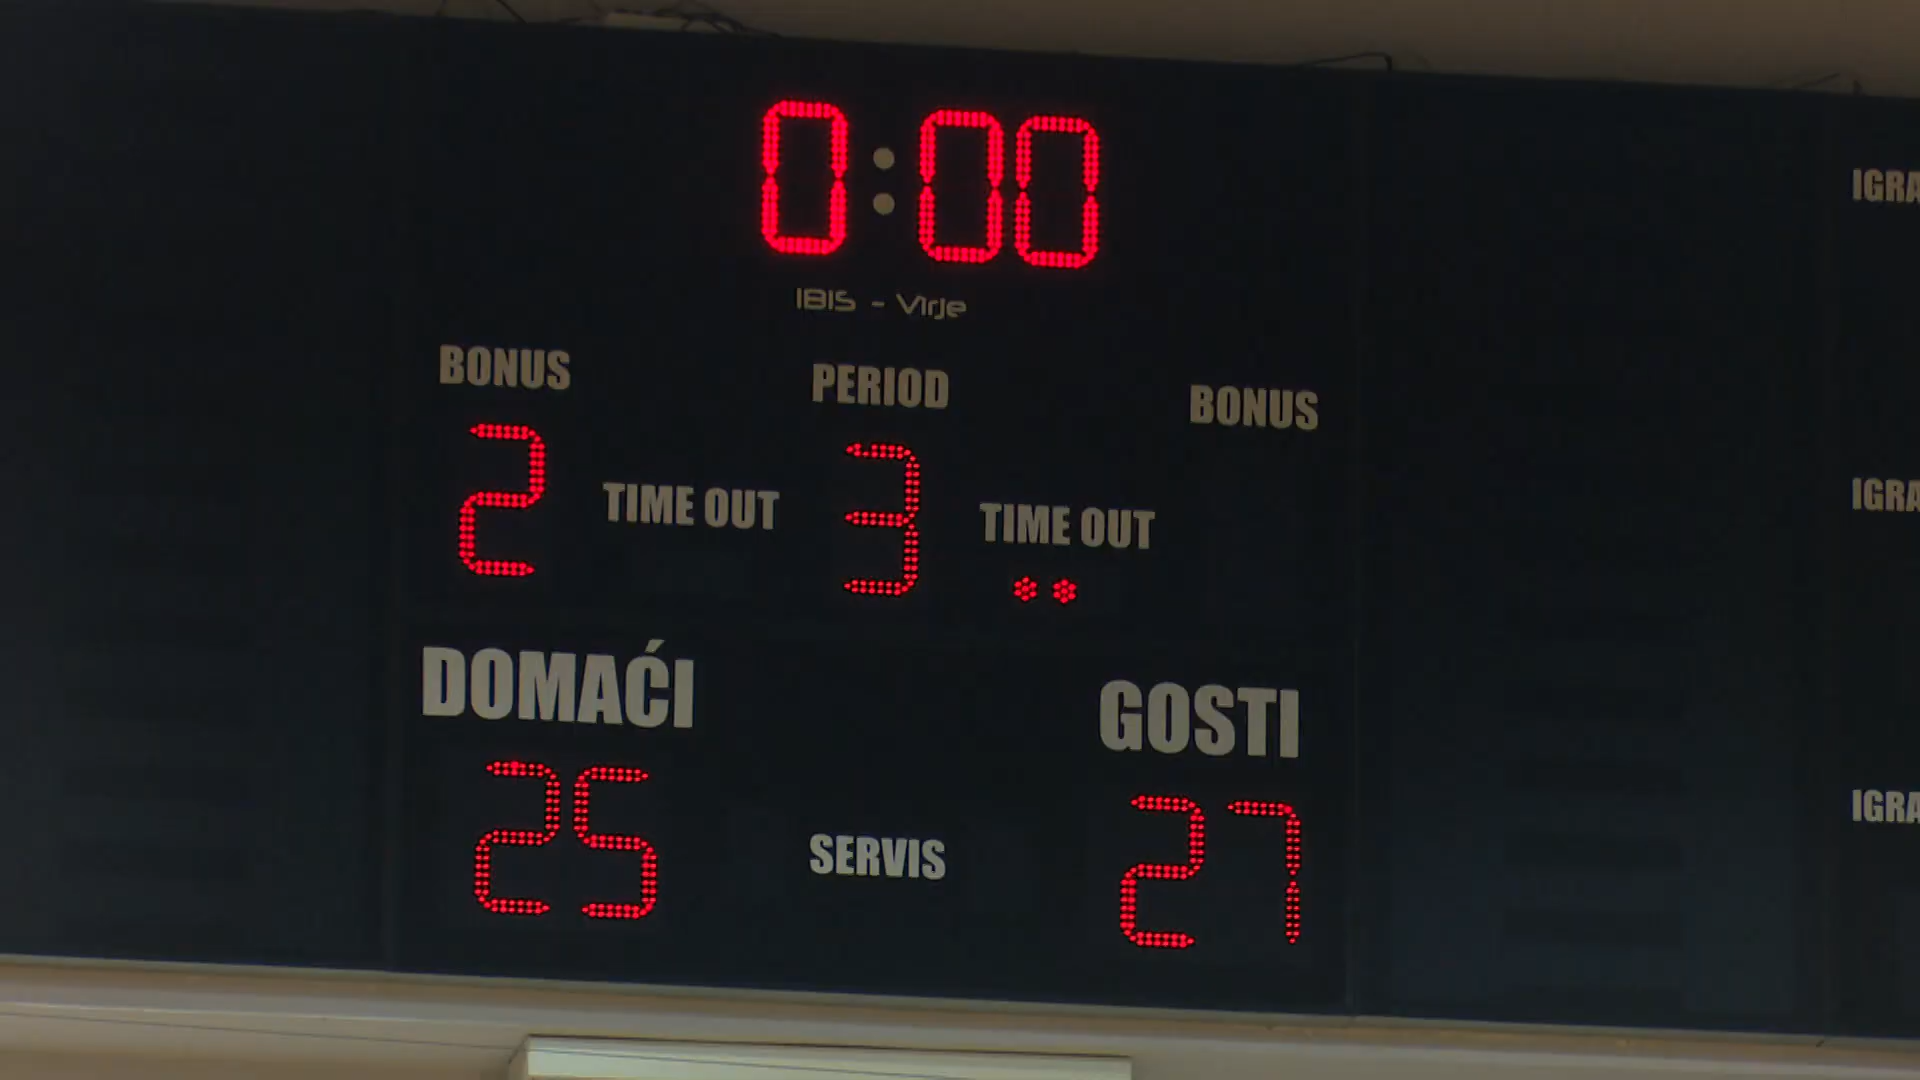 0:00
IBIS - Virje
BONUS PERIOD BONUS
2 TIME OUT 3 TIME OUT
**
DOMAĆI GOSTI
25 SERVIS 27